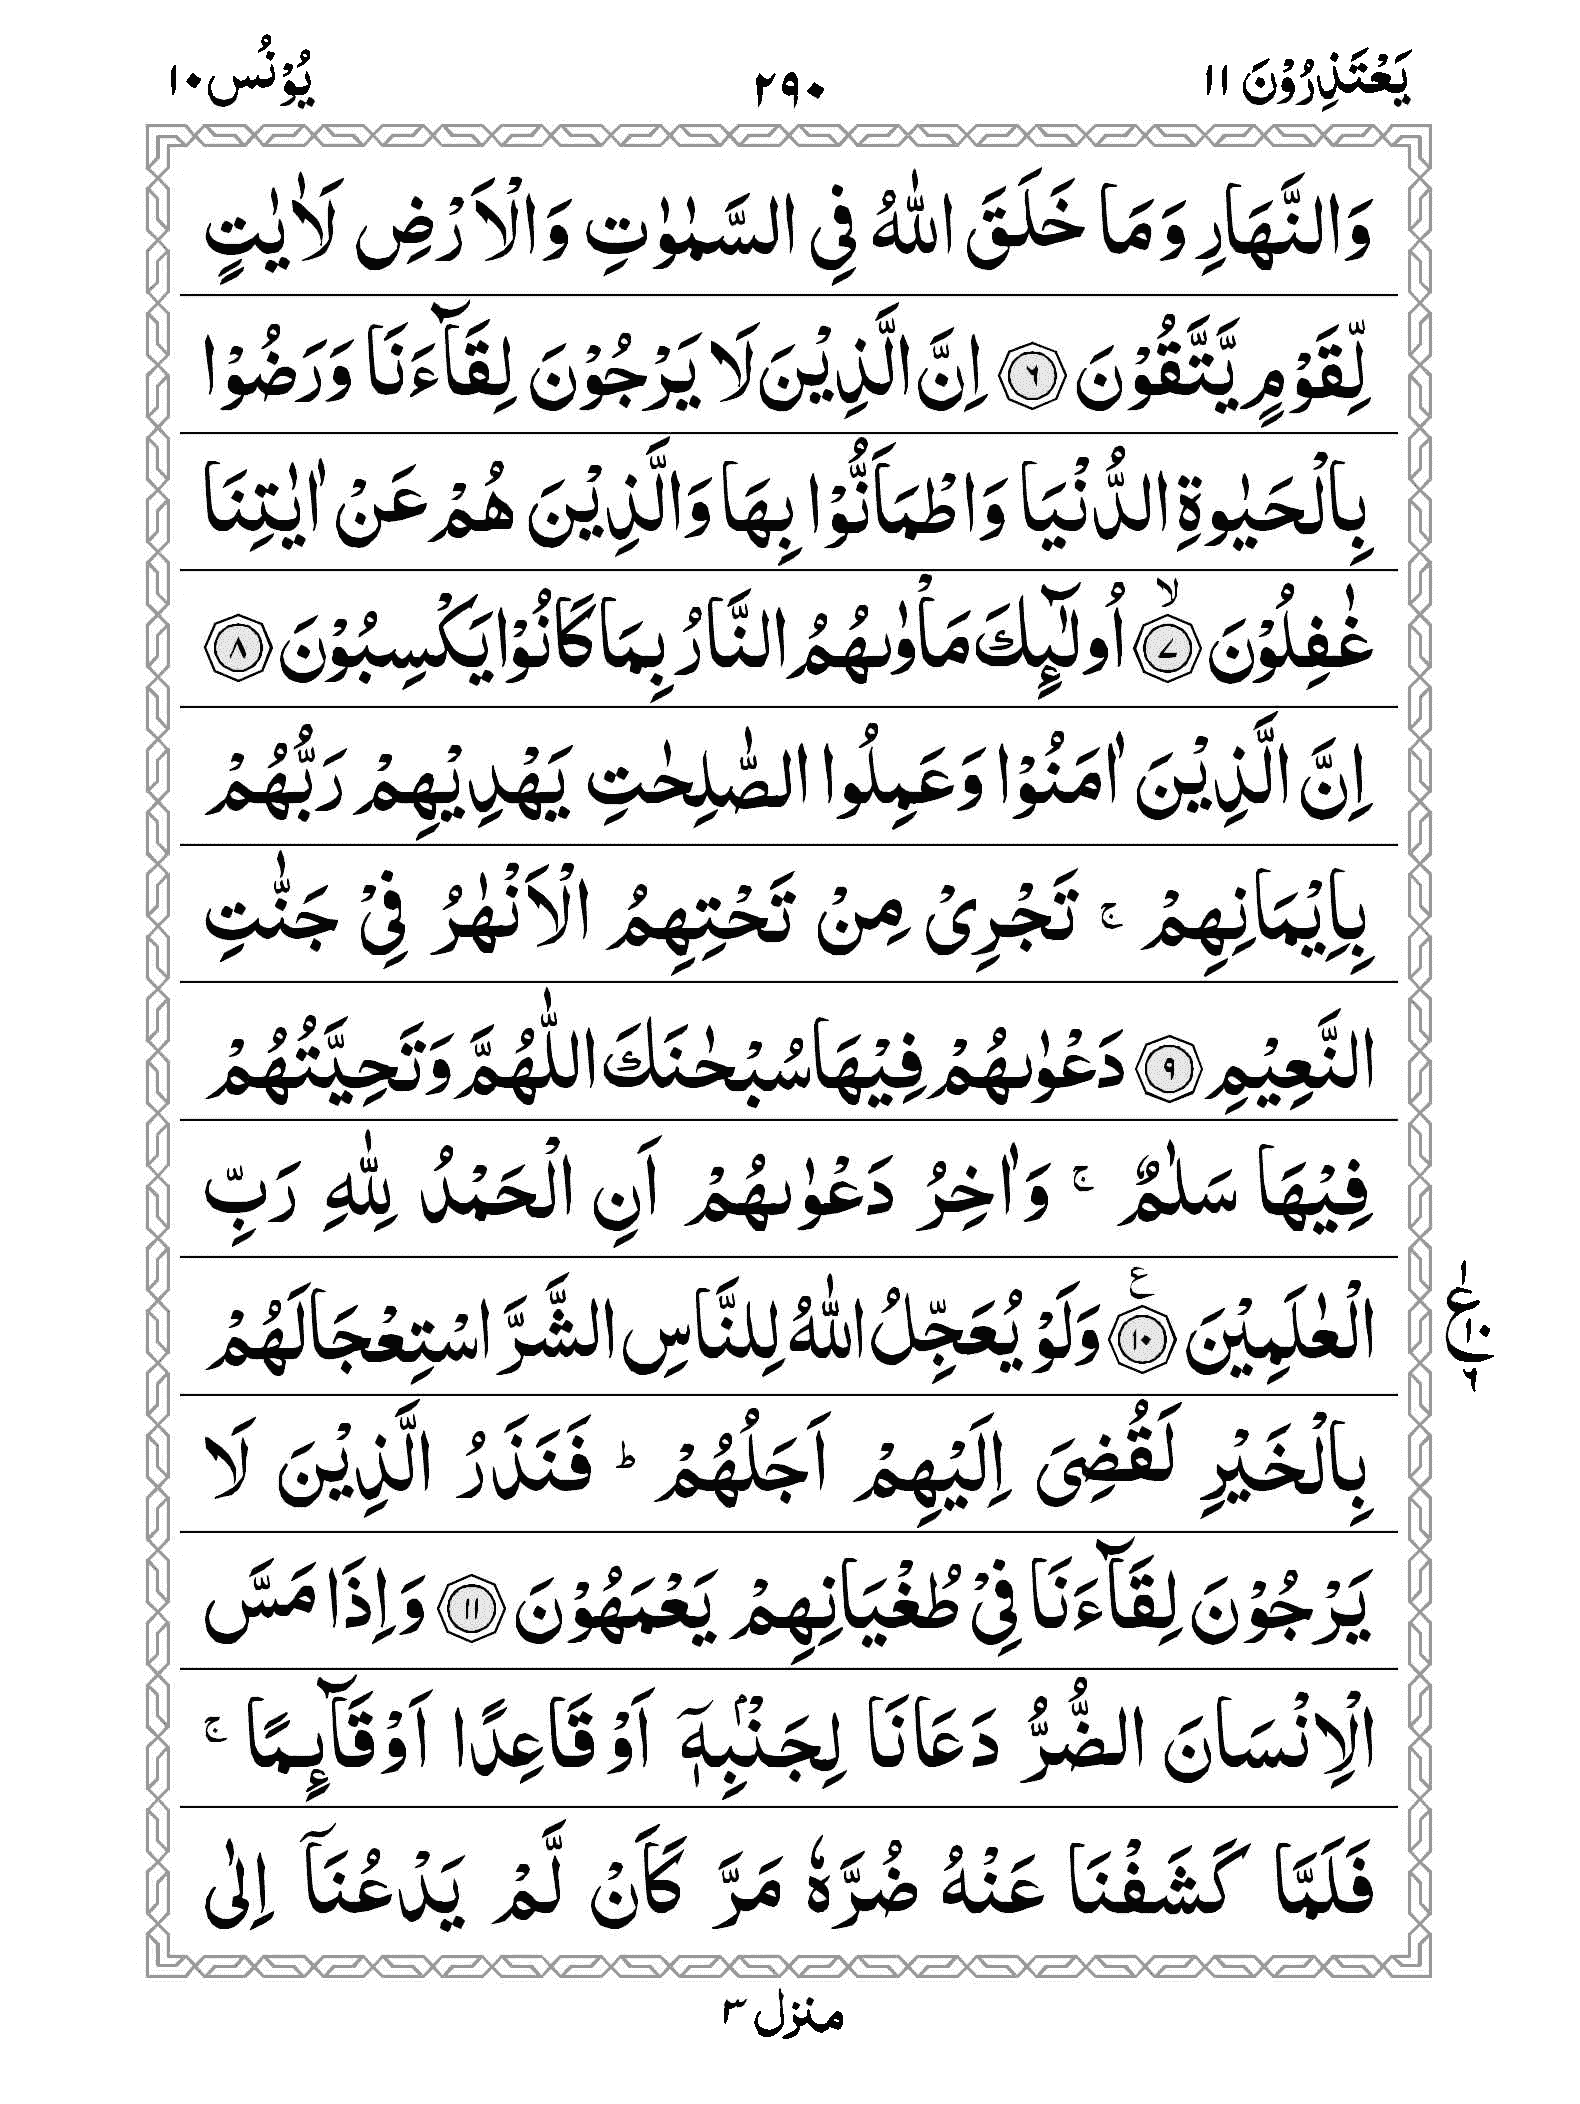 يَعْتَذِرُوْنَ ١١
٢٩٠
يُوْنُس ١٠
وَالنَّهَارِ وَمَا خَلَقَ اللّٰهُ فِى السَّمٰوٰتِ وَالْاَرْضِ لَاٰيٰتٍ
لِّقَوْمٍ يَّتَّقُوْنَ ٦ اِنَّ الَّذِيْنَ لَا يَرْجُوْنَ لِقَآءَنَا وَرَضُوْا
بِالْحَيٰوةِ الدُّنْيَا وَاطْمَاَنُّوْا بِهَا وَالَّذِيْنَ هُمْ عَنْ اٰيٰتِنَا
غٰفِلُوْنَ ۙ ٧ اُولٰٓئِكَ مَاْوٰىهُمُ النَّارُ بِمَا كَانُوْا يَكْسِبُوْنَ ٨
اِنَّ الَّذِيْنَ اٰمَنُوْا وَعَمِلُوا الصّٰلِحٰتِ يَهْدِيْهِمْ رَبُّهُمْ
بِاِيْمَانِهِمْ ۚ تَجْرِىْ مِنْ تَحْتِهِمُ الْاَنْهٰرُ فِىْ جَنّٰتِ
النَّعِيْمِ ٩ دَعْوٰىهُمْ فِيْهَا سُبْحٰنَكَ اللّٰهُمَّ وَتَحِيَّتُهُمْ
فِيْهَا سَلٰمٌ ۚ وَاٰخِرُ دَعْوٰىهُمْ اَنِ الْحَمْدُ لِلّٰهِ رَبِّ
الْعٰلَمِيْنَ ع ١٠ وَلَوْ يُعَجِّلُ اللّٰهُ لِلنَّاسِ الشَّرَّ اسْتِعْجَالَهُمْ
١
ع ١٠
٦
بِالْخَيْرِ لَقُضِىَ اِلَيْهِمْ اَجَلُهُمْ ؕ فَنَذَرُ الَّذِيْنَ لَا
يَرْجُوْنَ لِقَآءَنَا فِىْ طُغْيَانِهِمْ يَعْمَهُوْنَ ١١ وَاِذَا مَسَّ
الْاِنْسَانَ الضُّرُّ دَعَانَا لِجَنْۢبِهٖۤ اَوْ قَاعِدًا اَوْ قَآئِمًا ۚ
فَلَمَّا كَشَفْنَا عَنْهُ ضُرَّهٗ مَرَّ كَاَنْ لَّمْ يَدْعُنَاۤ اِلٰى
منزل ٣